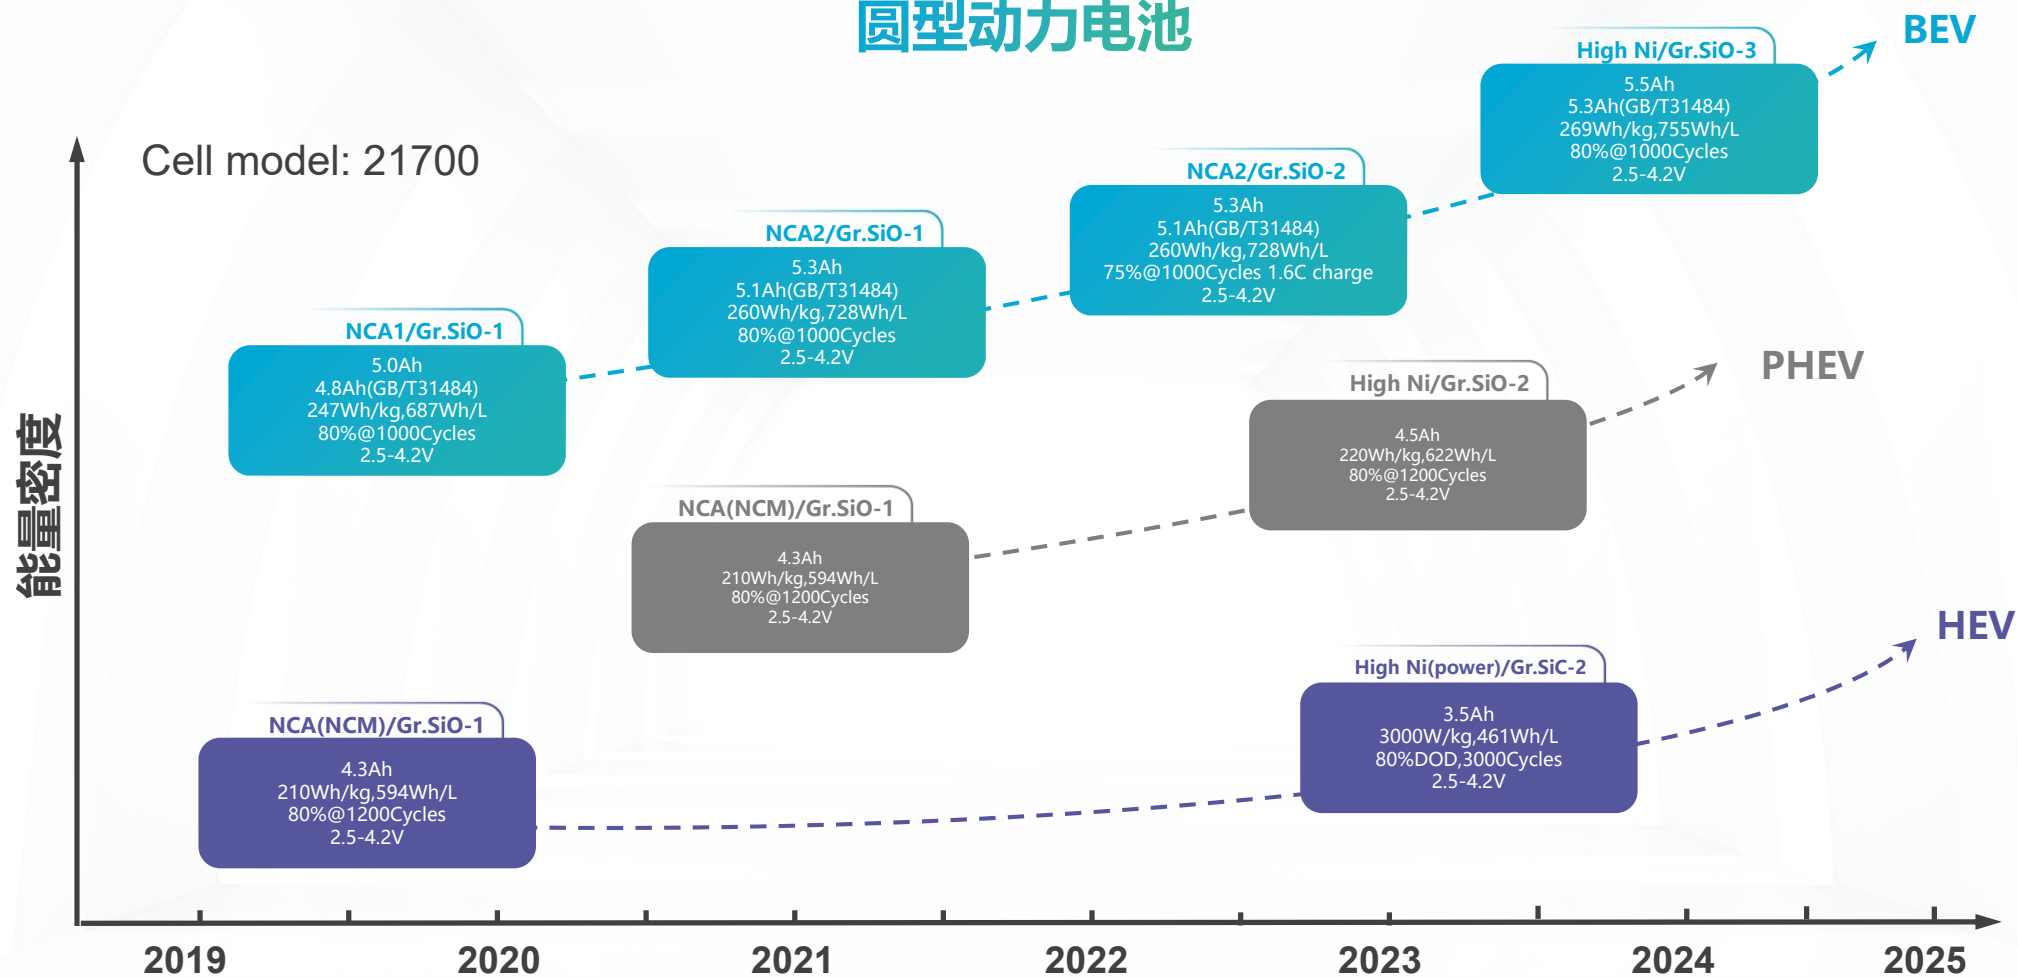 圆型动力电池
BEV
High Ni/Gr.SiO-3
5.5Ah
5.3Ah(GB/T31484)
269Wh/kg,755Wh/L
80%@1000Cycles
2.5-4.2V
Cell model: 21700
NCA2/Gr.SiO-2
5.3Ah
5.1Ah(GB/T31484)
260Wh/kg,728Wh/L
75%@1000Cycles 1.6C charge
2.5-4.2V
NCA2/Gr.SiO-1
5.3Ah
5.1Ah(GB/T31484)
260Wh/kg,728Wh/L
80%@1000Cycles
2.5-4.2V
NCA1/Gr.SiO-1
5.0Ah
4.8Ah(GB/T31484)
247Wh/kg,687Wh/L
80%@1000Cycles
2.5-4.2V
PHEV
High Ni/Gr.SiO-2
4.5Ah
220Wh/kg,622Wh/L
80%@1200Cycles
2.5-4.2V
能量密度
NCA(NCM)/Gr.SiO-1
4.3Ah
210Wh/kg,594Wh/L
80%@1200Cycles
2.5-4.2V
HEV
High Ni(power)/Gr.SiC-2
3.5Ah
3000W/kg,461Wh/L
80%DOD,3000Cycles
2.5-4.2V
NCA(NCM)/Gr.SiO-1
4.3Ah
210Wh/kg,594Wh/L
80%@1200Cycles
2.5-4.2V
2019 2020 2021 2022 2023 2024 2025